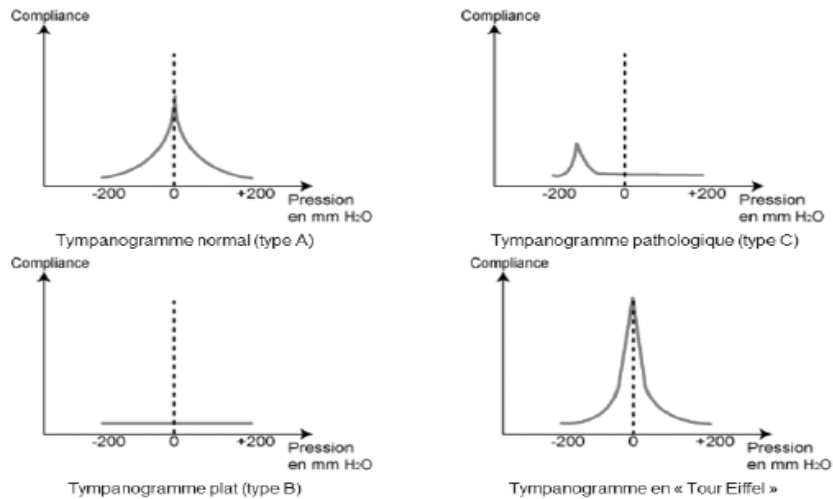 Compliance
-200 0 +200 Pression
en mm H₂O
Tympanogramme normal (type A)
Compliance
-200 0 +200 Pression
en mm H₂O
Tympanogramme pathologique (type C)
Compliance
-200 0 +200 Pression
en mm H₂O
Tympanogramme plat (type B)
Compliance
-200 0 +200 Pression
en mm H₂O
Tympanogramme en « Tour Eiffel »